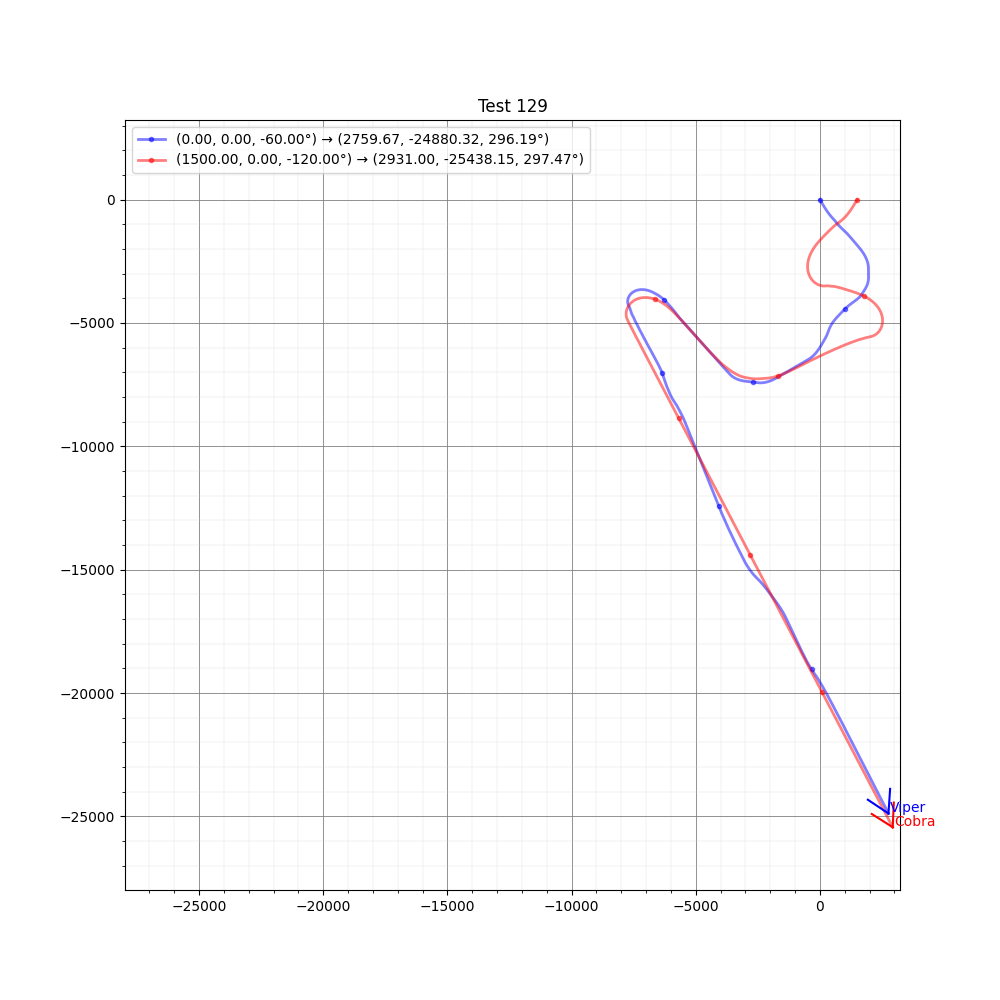 Test 129
(0.00, 0.00, -60.00°) → (2759.67, -24880.32, 296.19°)
(1500.00, 0.00, -120.00°) → (2931.00, -25438.15, 297.47°)
0
−5000
−10000
−15000
−20000
−25000
Viper
Cobra
−25000 −20000 −15000 −10000 −5000 0